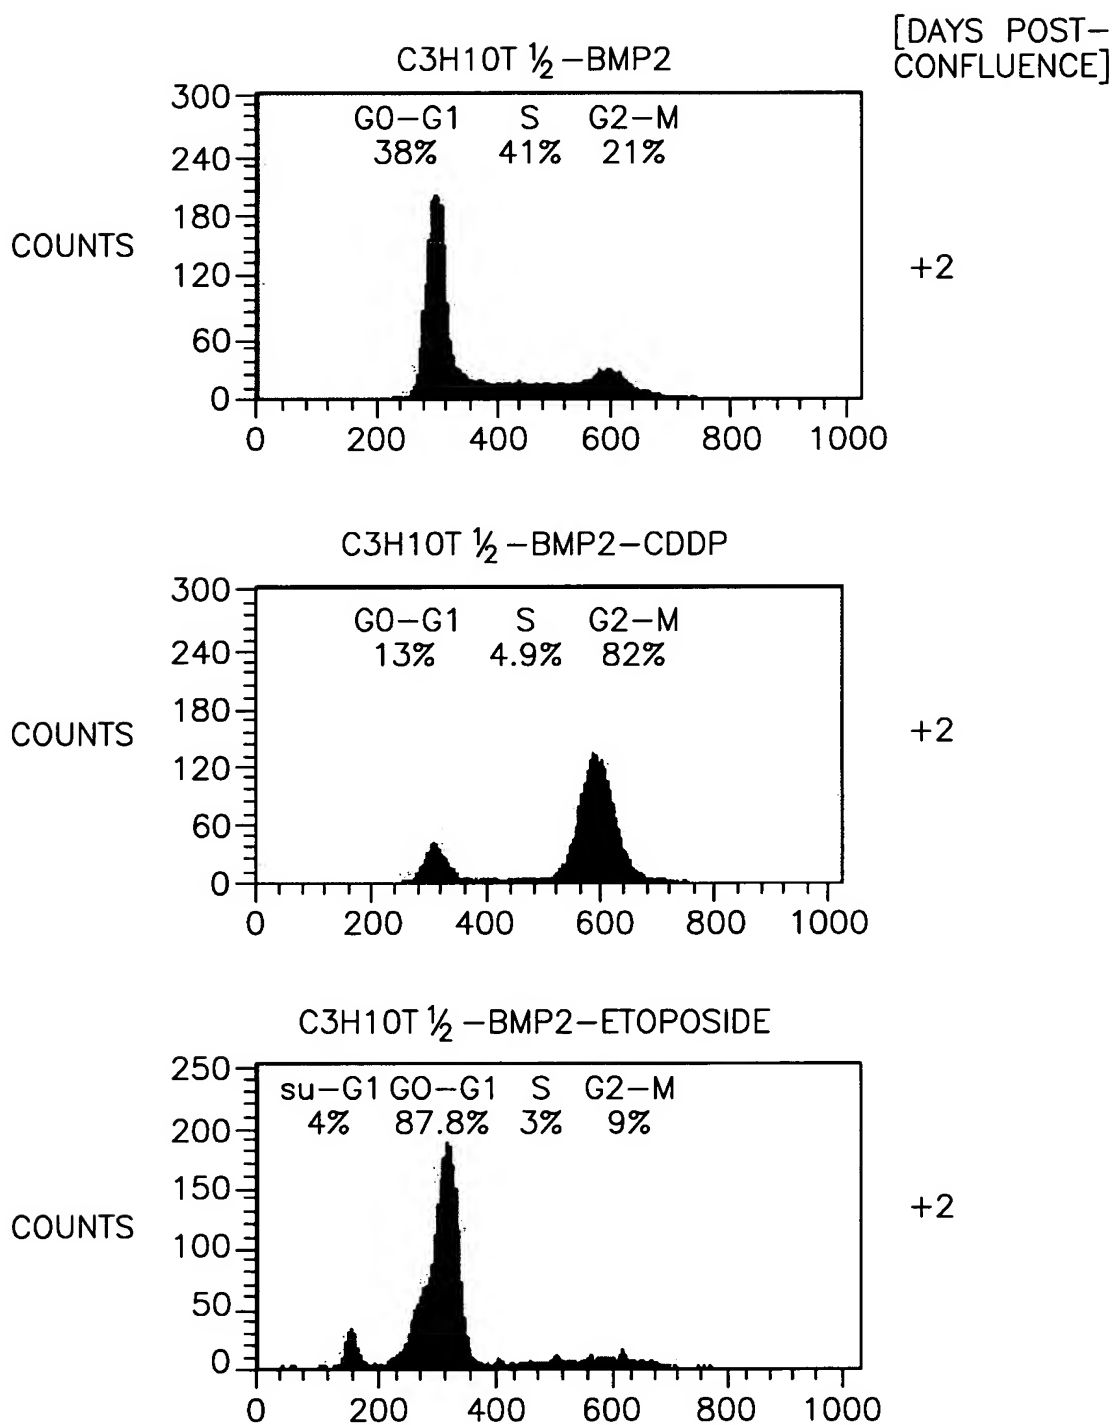 [DAYS POST-
CONFLUENCE]
C3H10T ½-BMP2
300
240
180
120
60
0
COUNTS
G0-G1 S G2-M
38% 41% 21%
+2
0 200 400 600 800 1000
C3H10T ½-BMP2-CDDP
300
240
180
120
60
0
COUNTS
G0-G1 S G2-M
13% 4.9% 82%
+2
0 200 400 600 800 1000
C3H10T ½-BMP2-ETOPOSIDE
250
200
150
100
50
0
COUNTS
su-G1 G0-G1 S G2-M
4% 87.8% 3% 9%
+2
0 200 400 600 800 1000